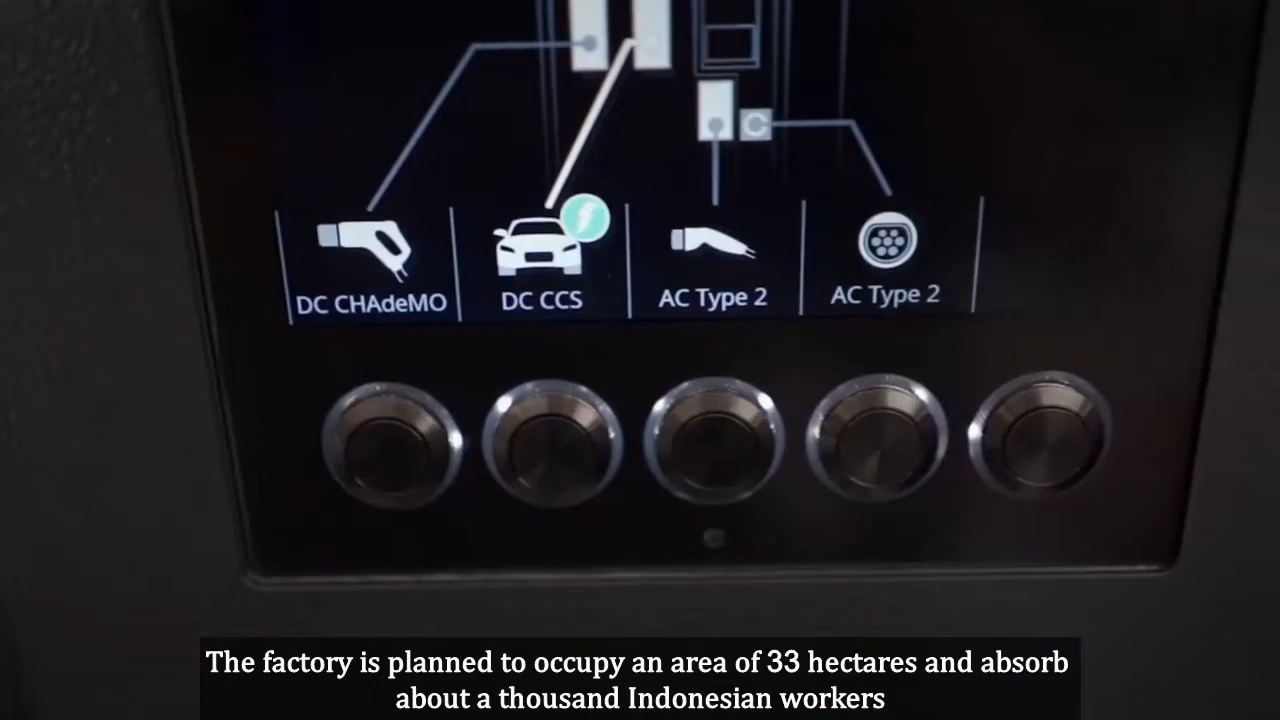 DC CHAdeMO
DC CCS
AC Type 2
AC Type 2
The factory is planned to occupy an area of 33 hectares and absorb
about a thousand Indonesian workers